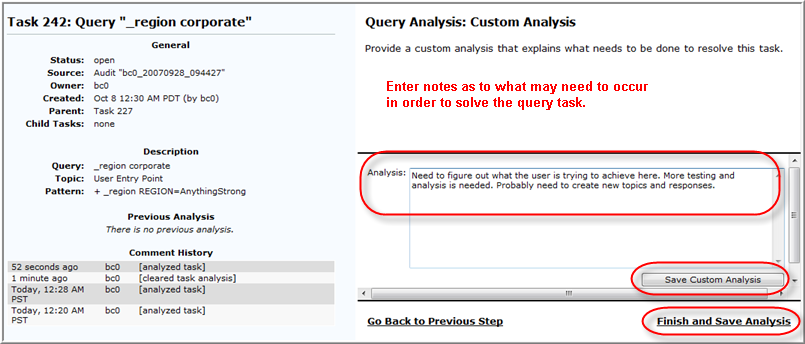 Task 242: Query "_region corporate"
General
Status: open
Source: Audit "bc0_20070928_094427"
Owner: bc0
Created: Oct 8 12:30 AM PDT (by bc0)
Parent: Task 227
Child Tasks: none
Description
Query: _region corporate
Topic: User Entry Point
Pattern: + _region REGION=AnythingStrong
Previous Analysis
There is no previous analysis.
Comment History
52 seconds ago bc0 [analyzed task]
1 minute ago bc0 [cleared task analysis]
Today, 12:28 AM bc0 [analyzed task]
PST
Today, 12:20 AM bc0 [analyzed task]
PST
Query Analysis: Custom Analysis
Provide a custom analysis that explains what needs to be done to resolve this task.
Enter notes as to what may need to occur
in order to solve the query task.
Analysis: Need to figure out what the user is trying to achieve here. More testing and
analysis is needed. Probably need to create new topics and responses.
Save Custom Analysis
Go Back to Previous Step Finish and Save Analysis